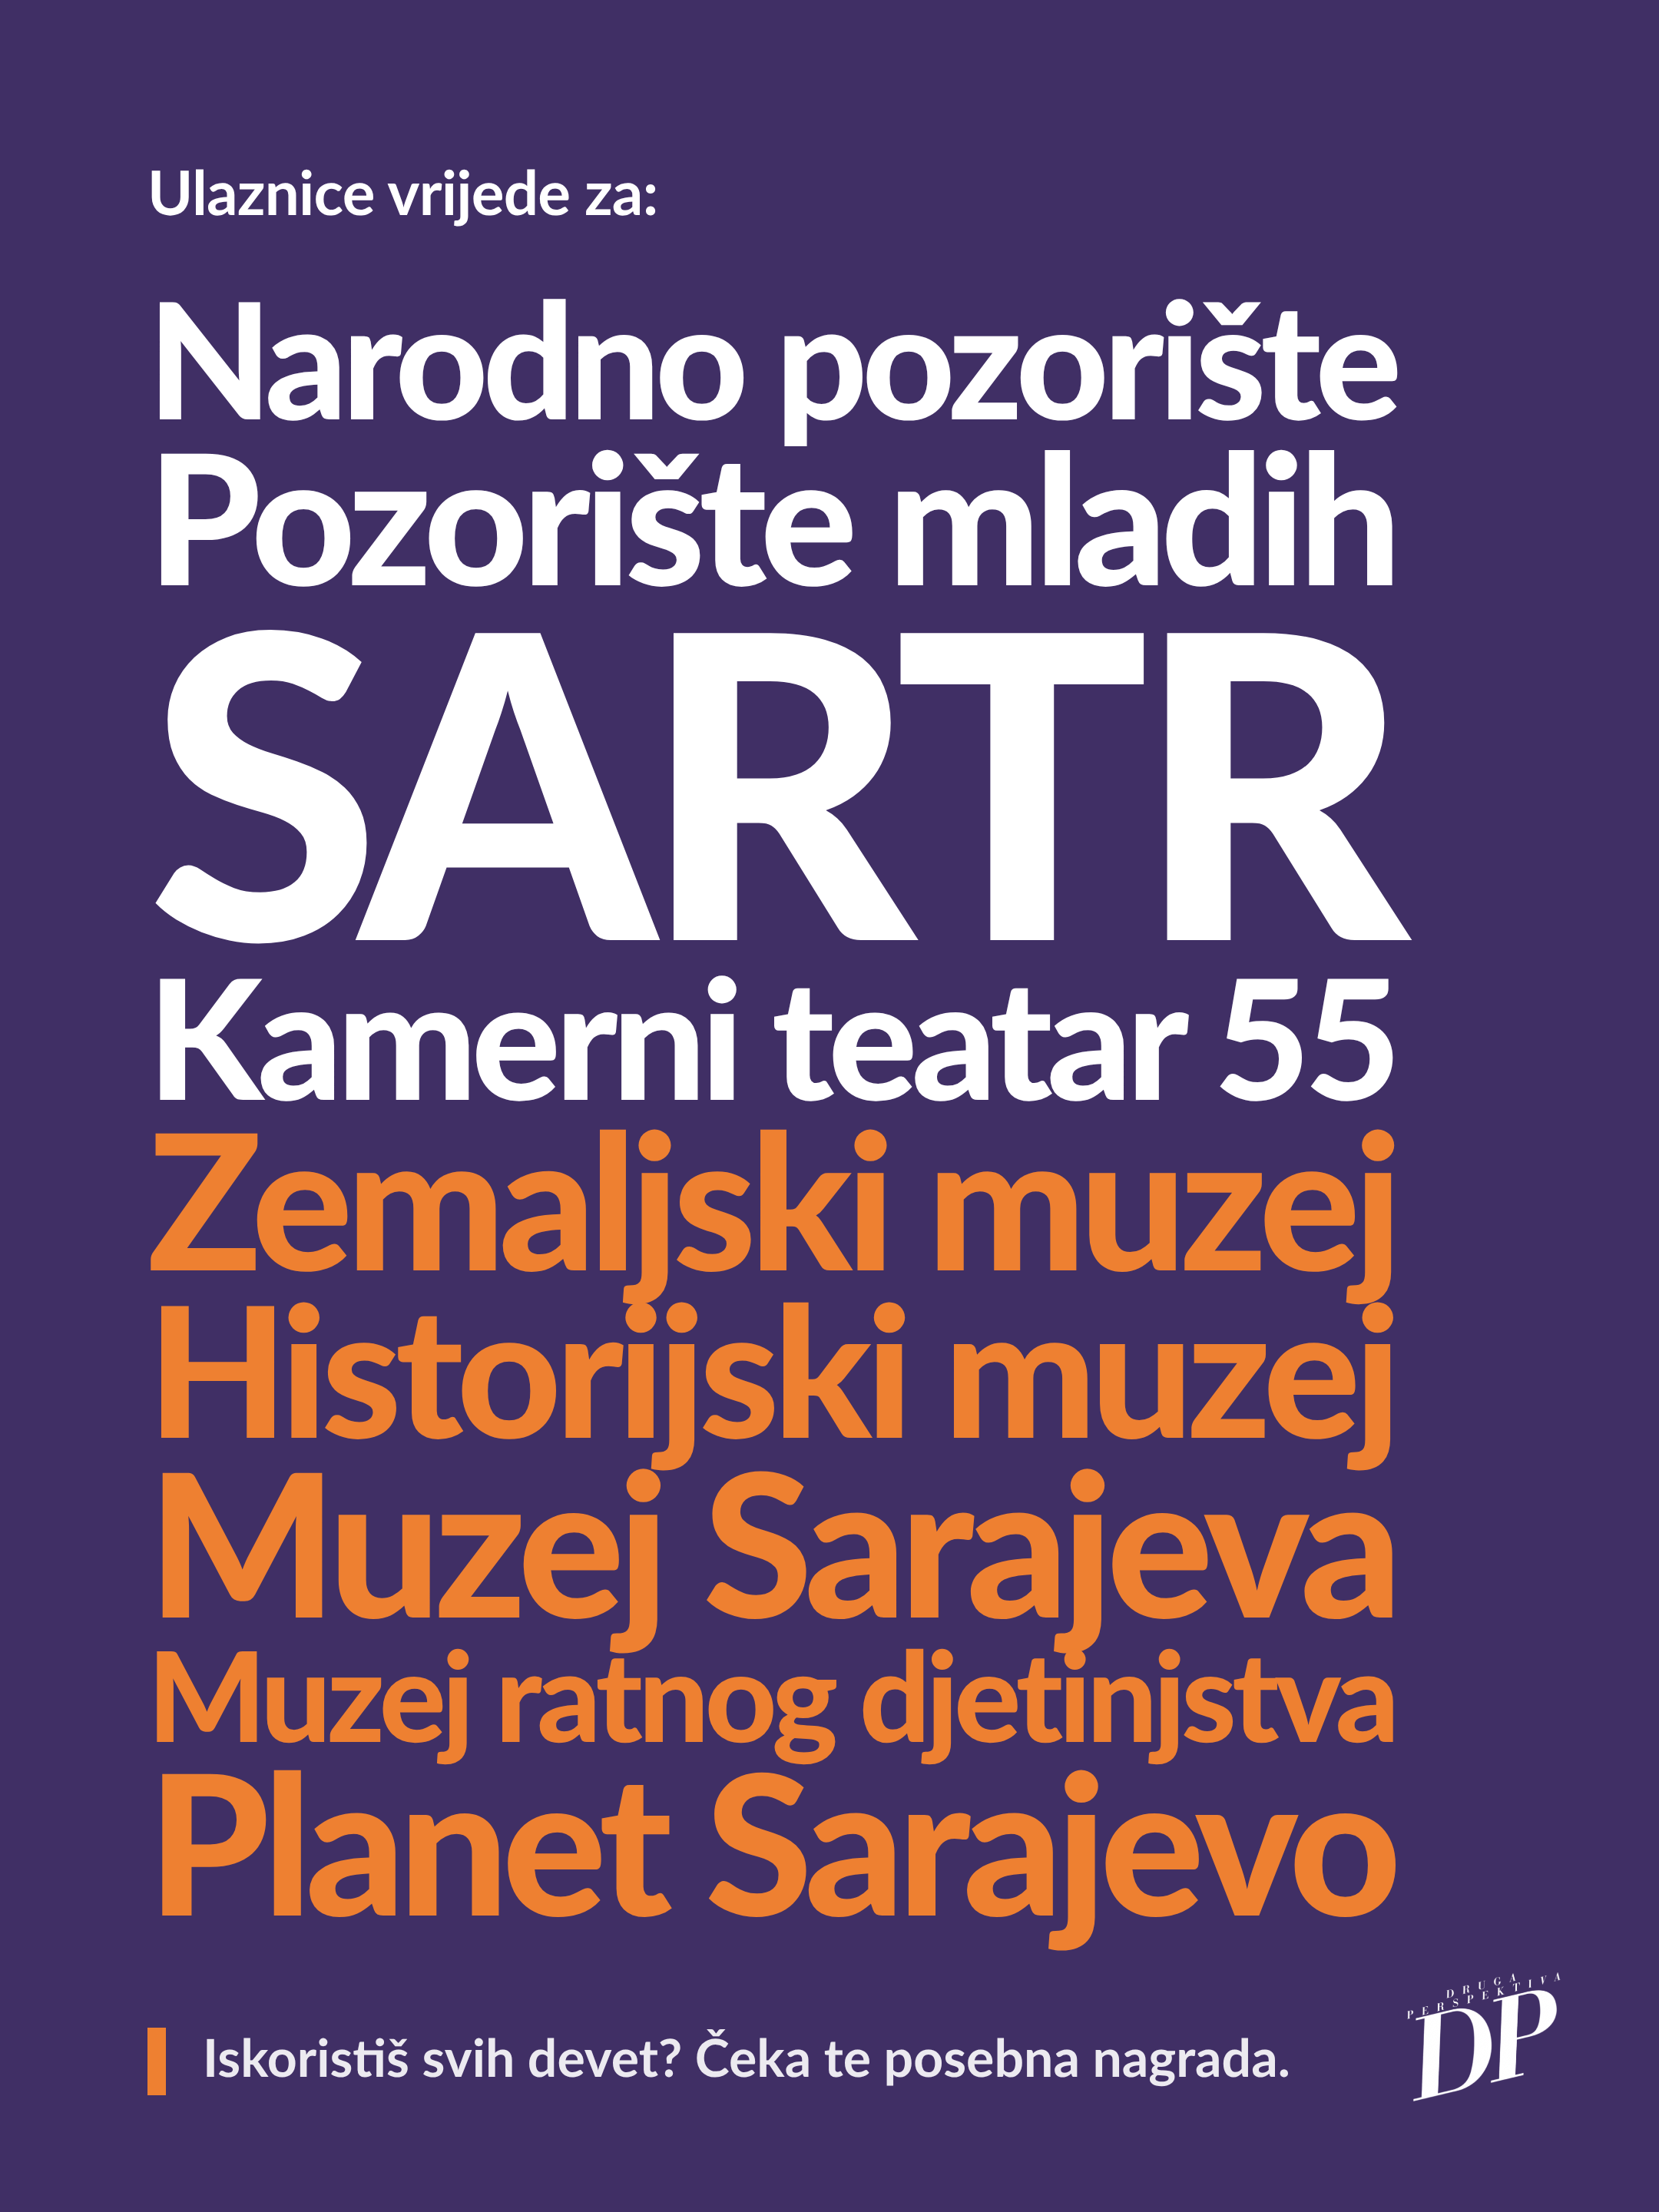 Ulaznice vrijede za:
Narodno pozorište
Pozorište mladih
SARTR
Kamerni teatar 55
Zemaljski muzej
Historijski muzej
Muzej Sarajeva
Muzej ratnog djetinjstva
Planet Sarajevo
Iskoristiš svih devet? Čeka te posebna nagrada.
DRUGA
PERSPEKTIVA
DP